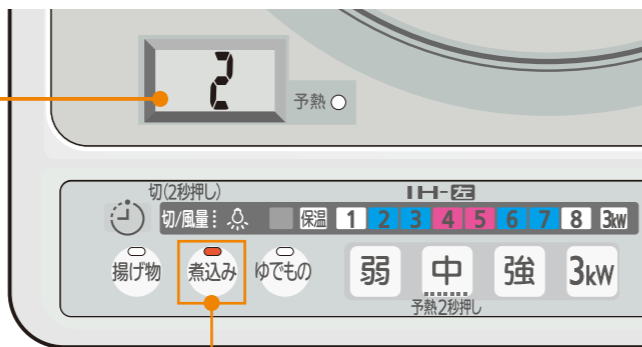 2
予熱
切(2秒押し)
IH-左
切/風量
保温 1 2 3 4 5 6 7 8 3kW
揚げ物 煮込み ゆでもの
弱 中 強 3kW
予熱2秒押し